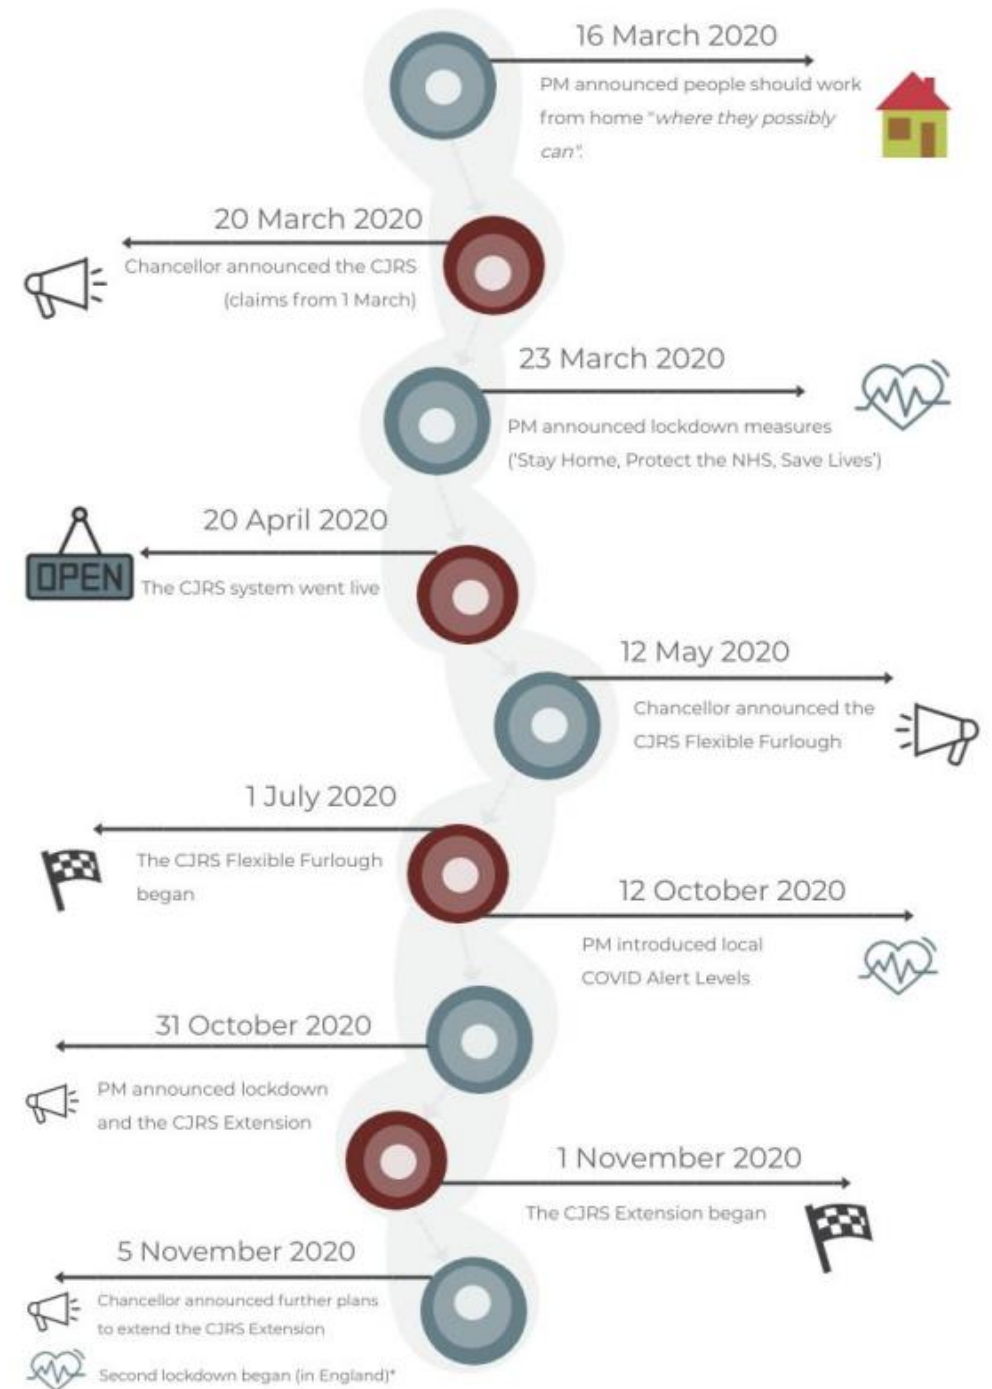 16 March 2020
PM announced people should work
from home "where they possibly
can".
20 March 2020
Chancellor announced the CJRS
(claims from 1 March)
23 March 2020
PM announced lockdown measures
('Stay Home, Protect the NHS, Save Lives')
20 April 2020
OPEN
The CJRS system went live
12 May 2020
Chancellor announced the
CJRS Flexible Furlough
1 July 2020
The CJRS Flexible Furlough
began
12 October 2020
PM introduced local
COVID Alert Levels
31 October 2020
PM announced lockdown
and the CJRS Extension
1 November 2020
The CJRS Extension began
5 November 2020
Chancellor announced further plans
to extend the CJRS Extension
Second lockdown began (in England)*